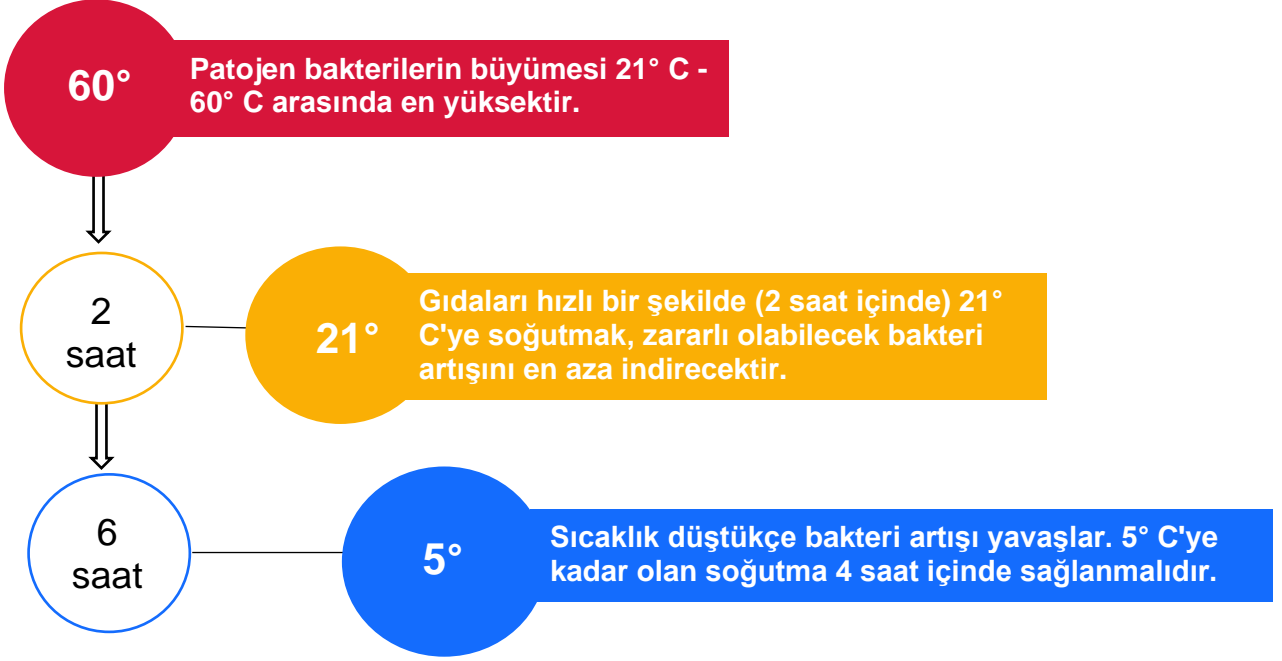 60°
Patojen bakterilerin büyümesi 21° C -
60° C arasında en yüksektir.
2
saat
21°
Gıdaları hızlı bir şekilde (2 saat içinde) 21°
C'ye soğutmak, zararlı olabilecek bakteri
artışını en aza indirecektir.
6
saat
5°
Sıcaklık düştükçe bakteri artışı yavaşlar. 5° C'ye
kadar olan soğutma 4 saat içinde sağlanmalıdır.